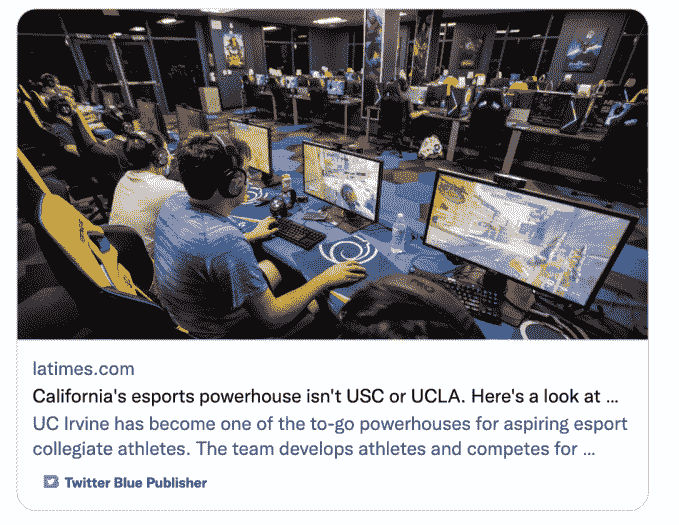 latimes.com
California's esports powerhouse isn't USC or UCLA. Here's a look at ...
UC Irvine has become one of the to-go powerhouses for aspiring esport
collegiate athletes. The team develops athletes and competes for ...
Twitter Blue Publisher